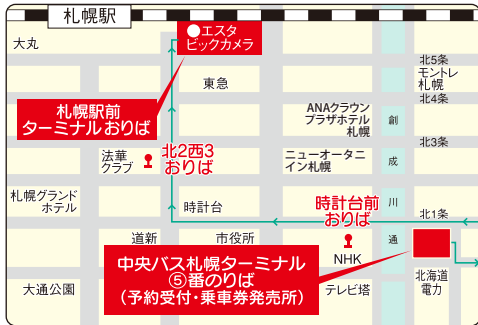 札幌駅
大丸
エスタ
ビックカメラ
東急
北5条
モントレ
札幌
北4条
札幌駅前
ターミナルおりば
ANAクラウン
プラザホテル
札幌
創
成
川
通
北3条
法華
クラブ
北2西3
おりば
ニューオータニ
イン札幌
札幌グランド
ホテル
時計台
時計台前
おりば
北1条
道新
市役所
NHK
中央バス札幌ターミナル
⑤番のりば
(予約受付・乗車券発売所)
大通公園
テレビ塔
北海道
電力